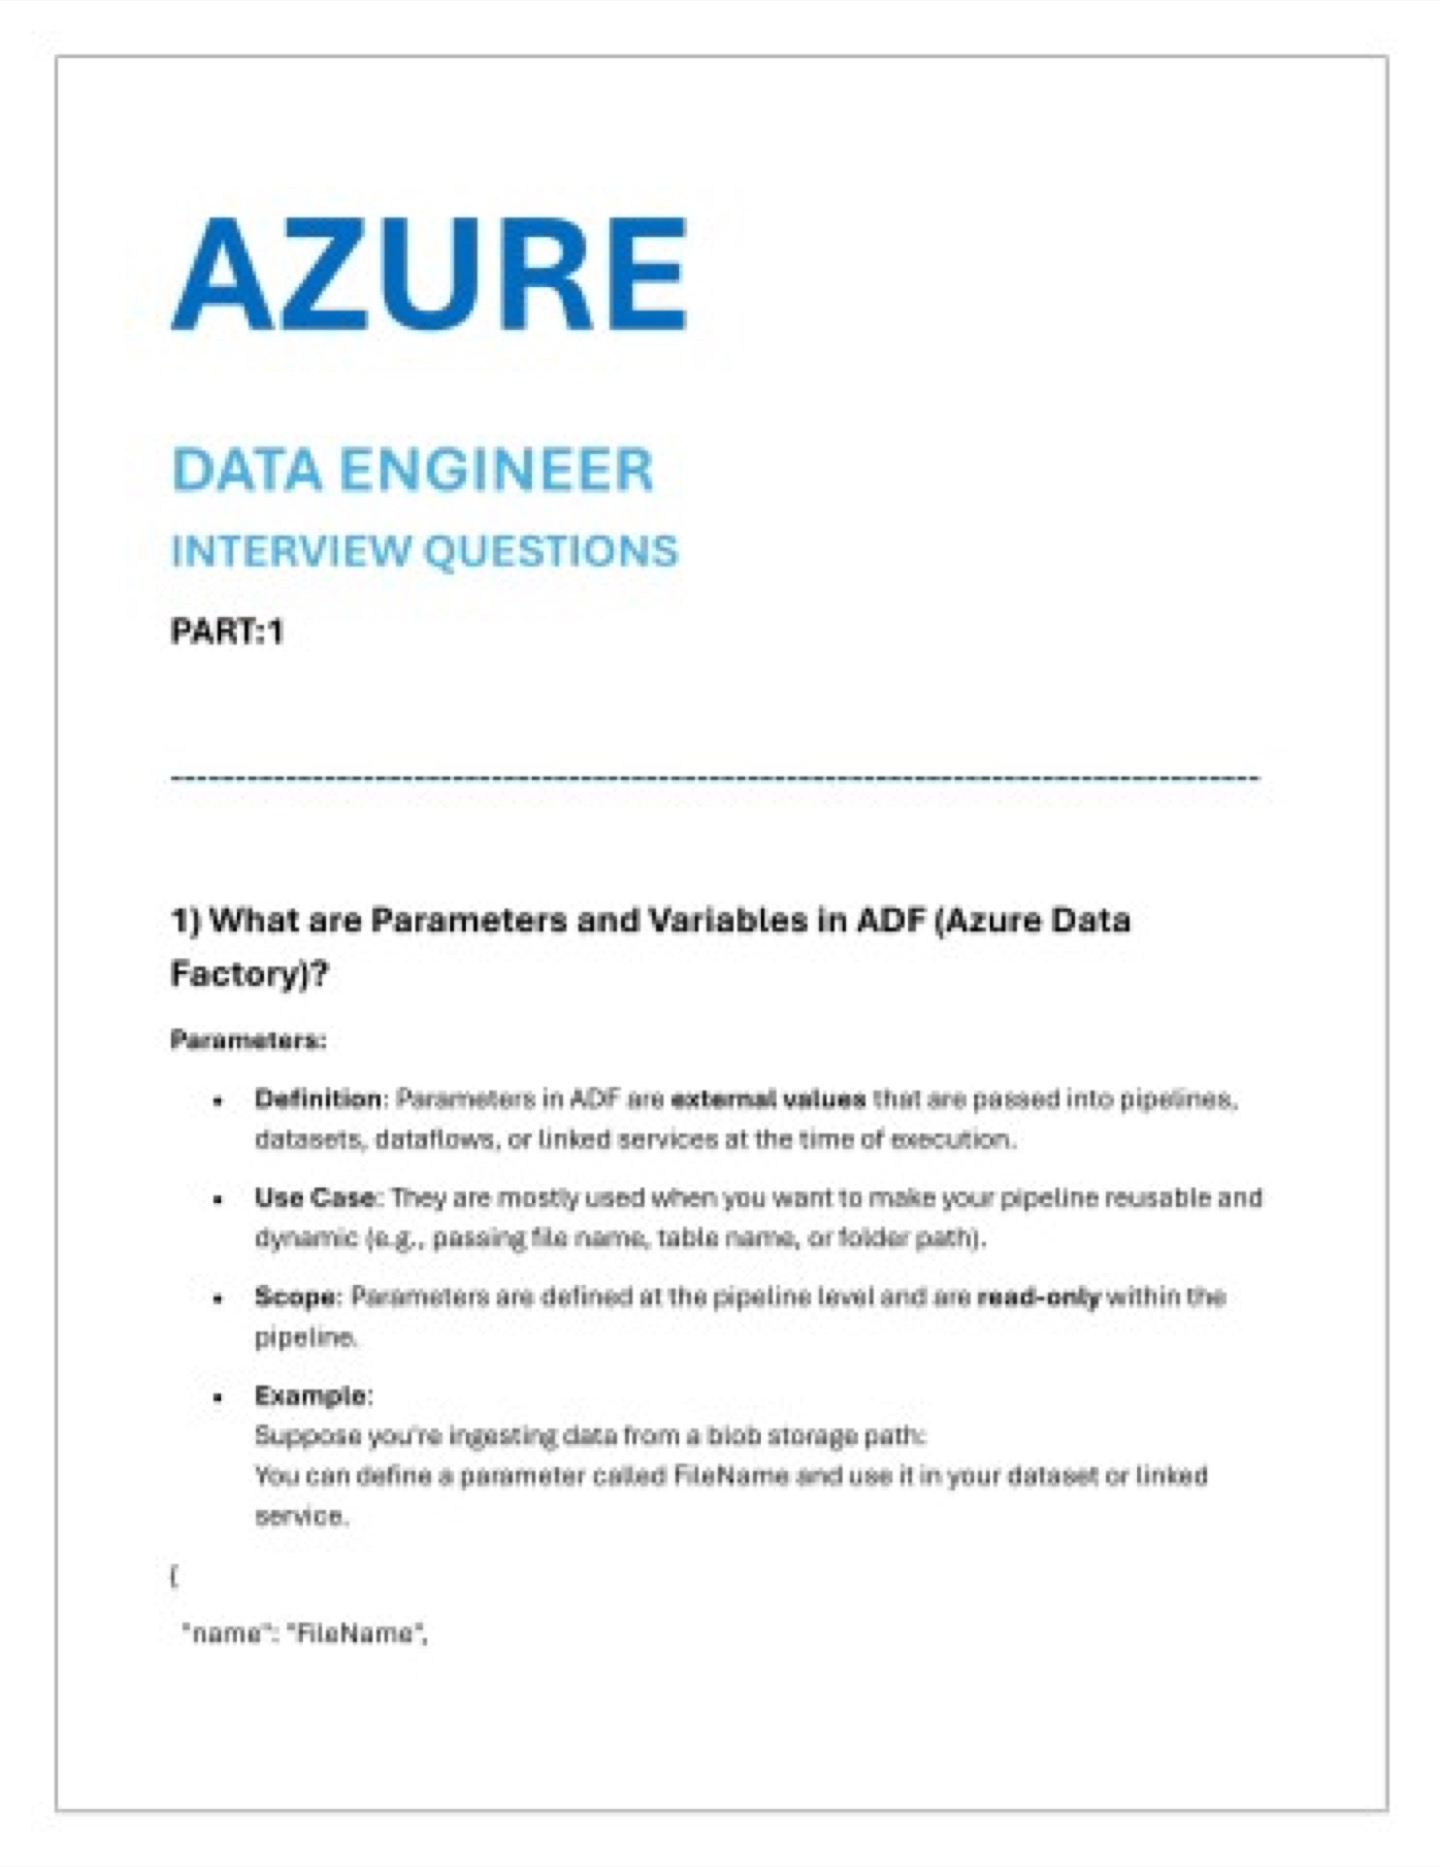 AZURE
DATA ENGINEER
INTERVIEW QUESTIONS
PART:1
--------------------------------------------------------------------------------------
1) What are Parameters and Variables in ADF (Azure Data
Factory)?
Parameters:
• Definition: Parameters in ADF are external values that are passed into pipelines,
datasets, dataflows, or linked services at the time of execution.
• Use Case: They are mostly used when you want to make your pipeline reusable and
dynamic (e.g., passing file name, table name, or folder path).
• Scope: Parameters are defined at the pipeline level and are read-only within the
pipeline.
• Example:
Suppose you're ingesting data from a blob storage path:
You can define a parameter called FileName and use it in your dataset or linked
service.
{
"name": "FileName",